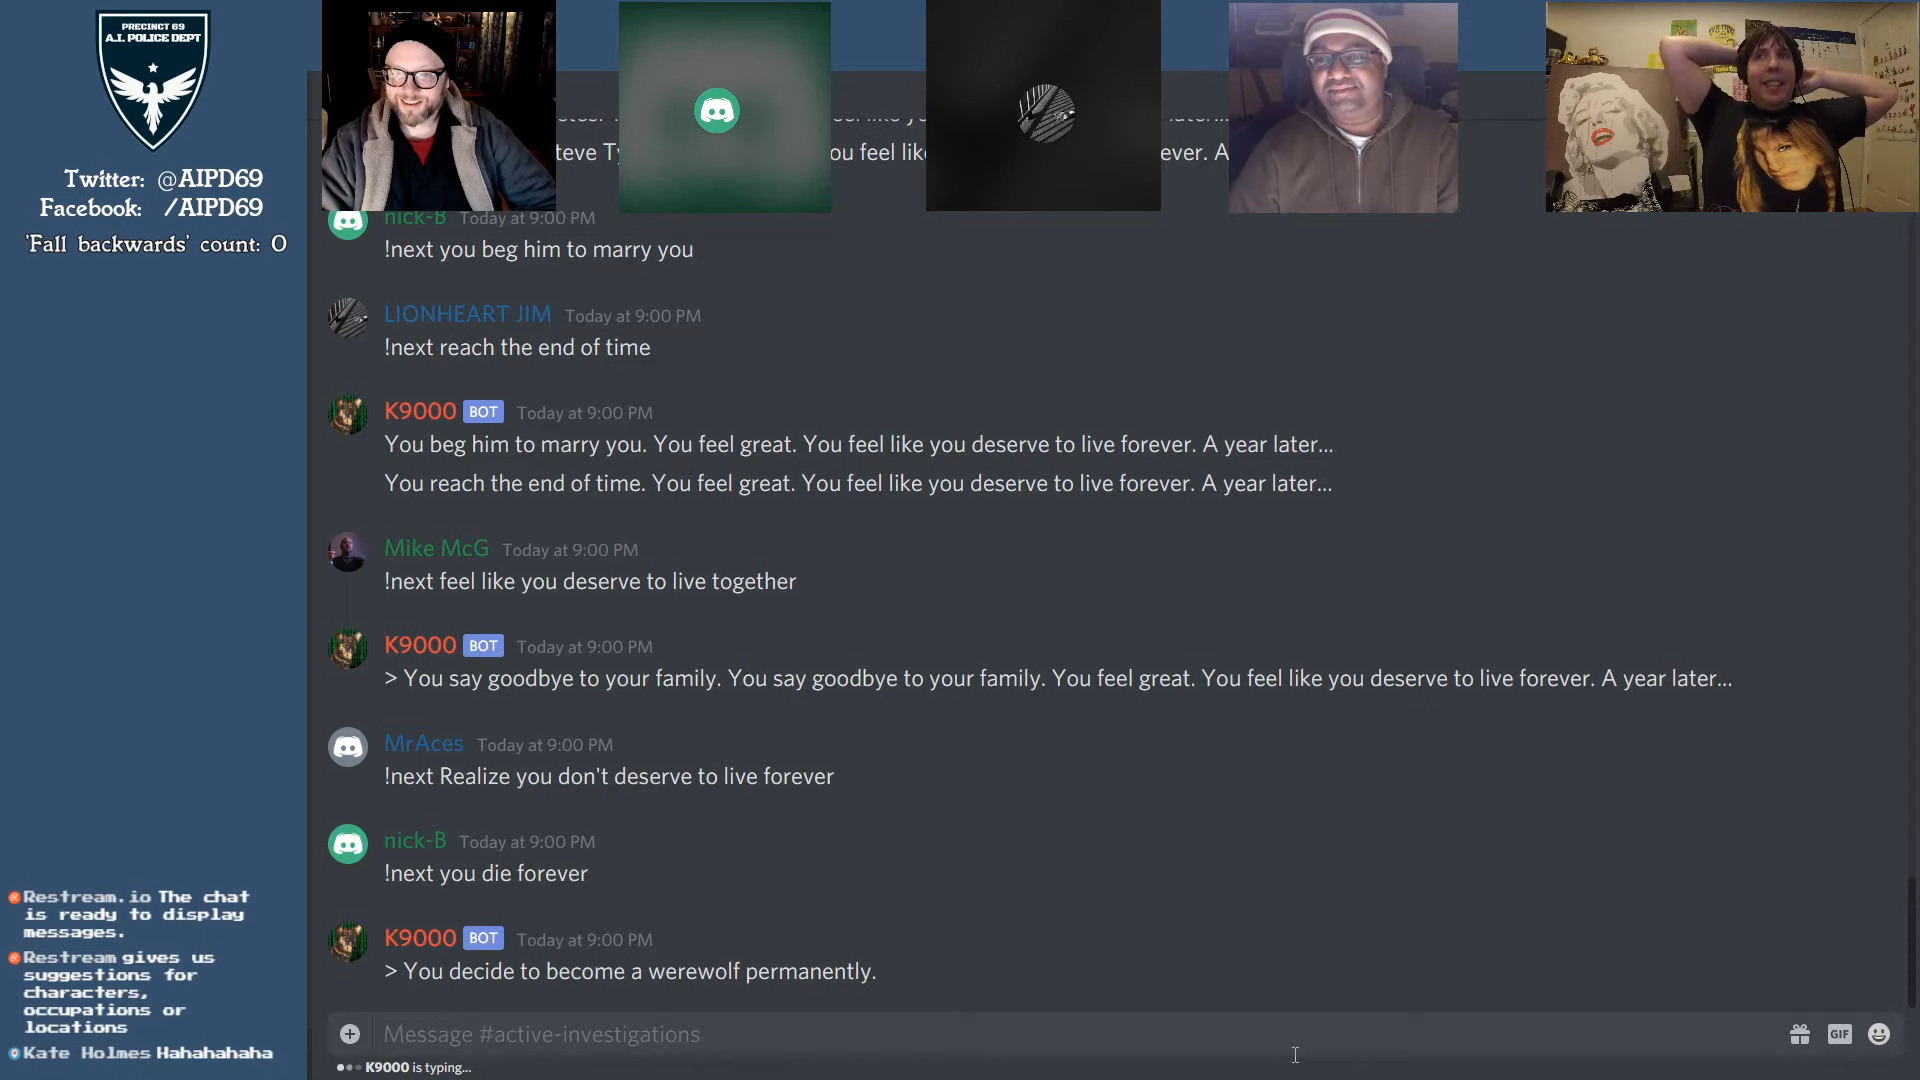 PRECINCT 69
A.I. POLICE DEPT
Twitter: @AIPD69
Facebook: /AIPD69
'Fall backwards' count: 0
teve Ty
ou feel lik
ever. A
nick-B Today at 9:00 PM
!next you beg him to marry you
LIONHEART JIM Today at 9:00 PM
!next reach the end of time
K9000 BOT Today at 9:00 PM
You beg him to marry you. You feel great. You feel like you deserve to live forever. A year later...
You reach the end of time. You feel great. You feel like you deserve to live forever. A year later...
Mike McG Today at 9:00 PM
!next feel like you deserve to live together
K9000 BOT Today at 9:00 PM
> You say goodbye to your family. You say goodbye to your family. You feel great. You feel like you deserve to live forever. A year later...
MrAces Today at 9:00 PM
!next Realize you don't deserve to live forever
nick-B Today at 9:00 PM
!next you die forever
K9000 BOT Today at 9:00 PM
> You decide to become a werewolf permanently.
Message #active-investigations
GIF
K9000 is typing...
Restream.io The chat
is ready to display
messages.
Restream gives us
suggestions for
characters,
occupations or
locations
Kate Holmes Hahahahaha